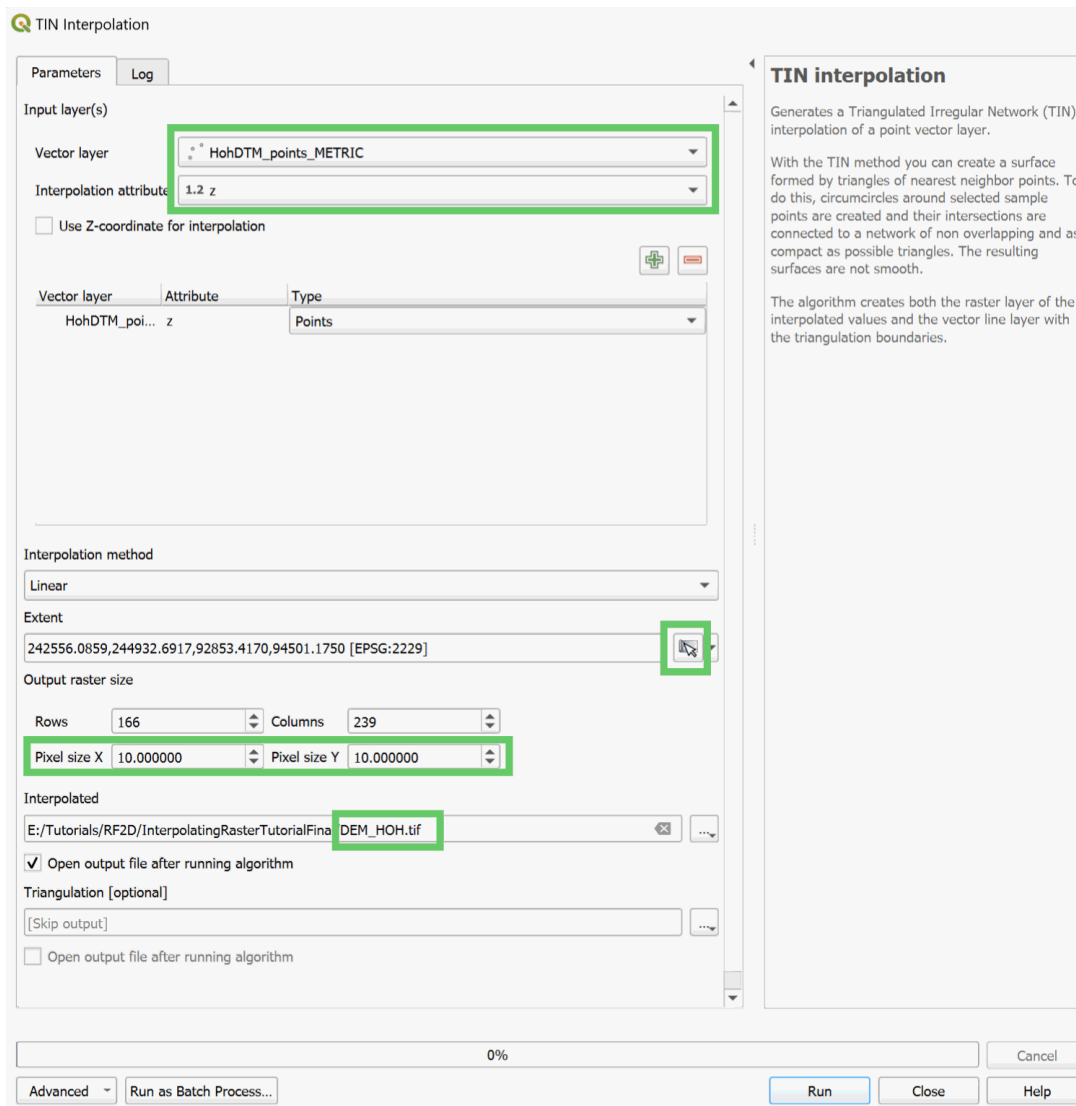 TIN Interpolation
Parameters
Log
Input layer(s)
Vector layer HohDTM_points_METRIC
Interpolation attribute 1.2 z
Use Z-coordinate for interpolation
Vector layer Attribute Type
HohDTM_poi... z Points
Interpolation method
Linear
Extent
242556.0859,244932.6917,92853.4170,94501.1750 [EPSG:2229]
Output raster size
Rows 166 Columns 239
Pixel size X 10.000000 Pixel size Y 10.000000
Interpolated
E:/Tutorials/RF2D/InterpolatingRasterTutorialFina DEM_HOH.tif
...
Open output file after running algorithm
Triangulation [optional]
[Skip output]
...
Open output file after running algorithm
0%
Cancel
Advanced
Run as Batch Process...
Run
Close
Help
TIN interpolation
Generates a Triangulated Irregular Network (TIN)
interpolation of a point vector layer.
With the TIN method you can create a surface
formed by triangles of nearest neighbor points. To
do this, circumcircles around selected sample
points are created and their intersections are
connected to a network of non overlapping and as
compact as possible triangles. The resulting
surfaces are not smooth.
The algorithm creates both the raster layer of the
interpolated values and the vector line layer with
the triangulation boundaries.